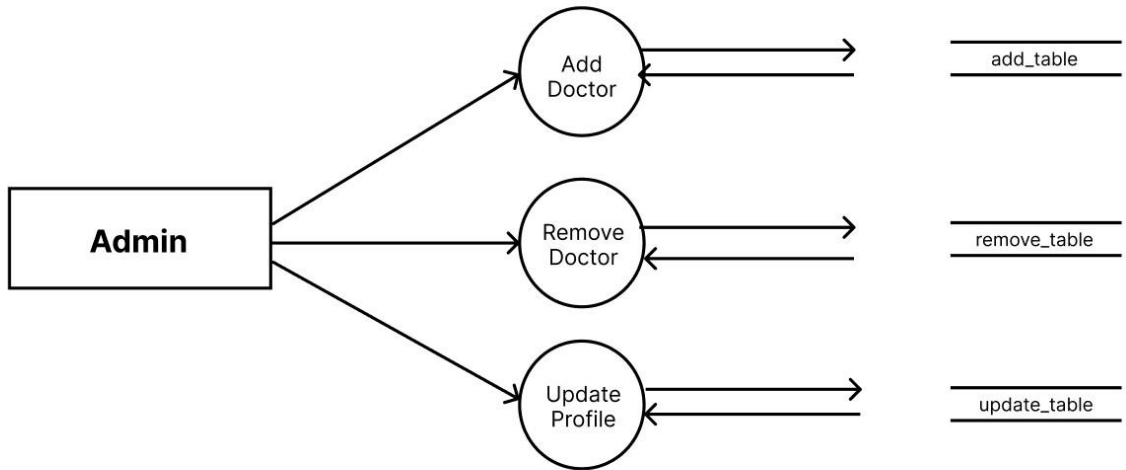 Add
Doctor
add_table
Admin
Remove
Doctor
remove_table
Update
Profile
update_table